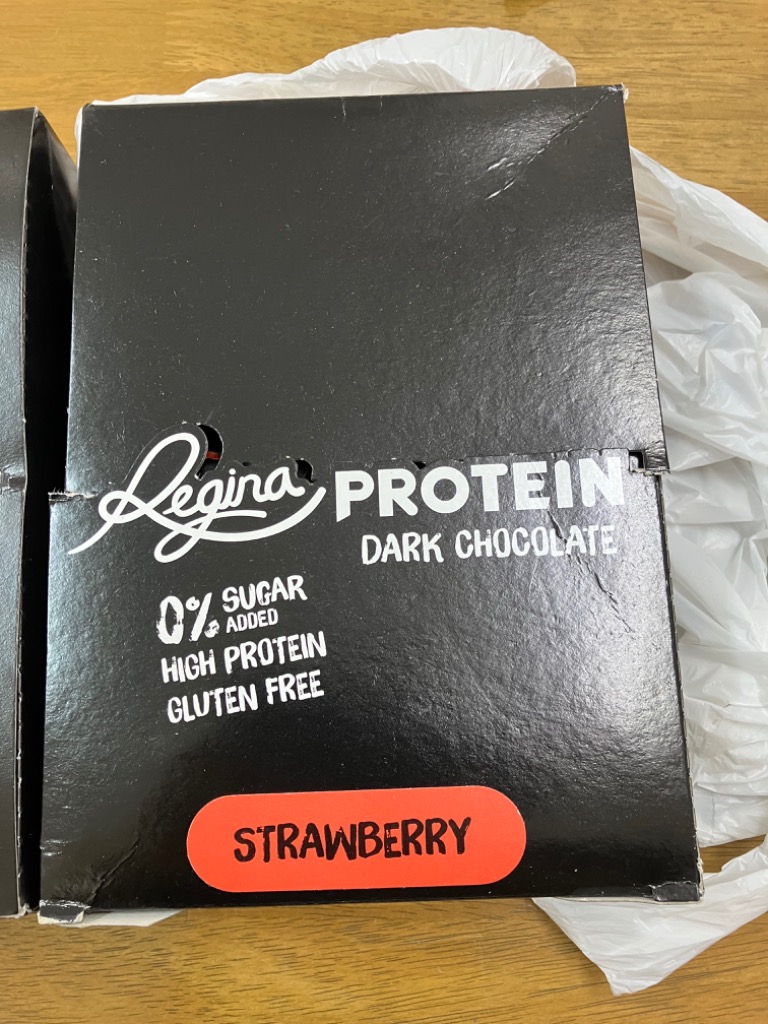 Regina PROTEIN
DARK CHOCOLATE
0% SUGAR
ADDED
HIGH PROTEIN
GLUTEN FREE
STRAWBERRY